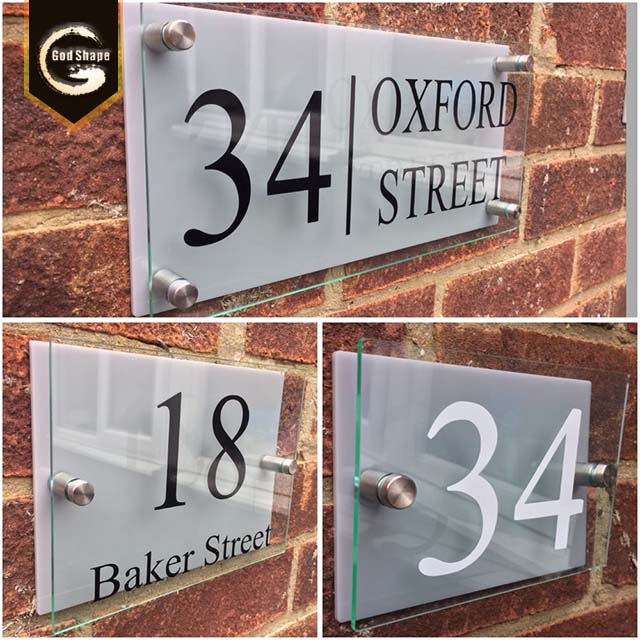 God Shape
34
OXFORD
STREET
18
Baker Street
34